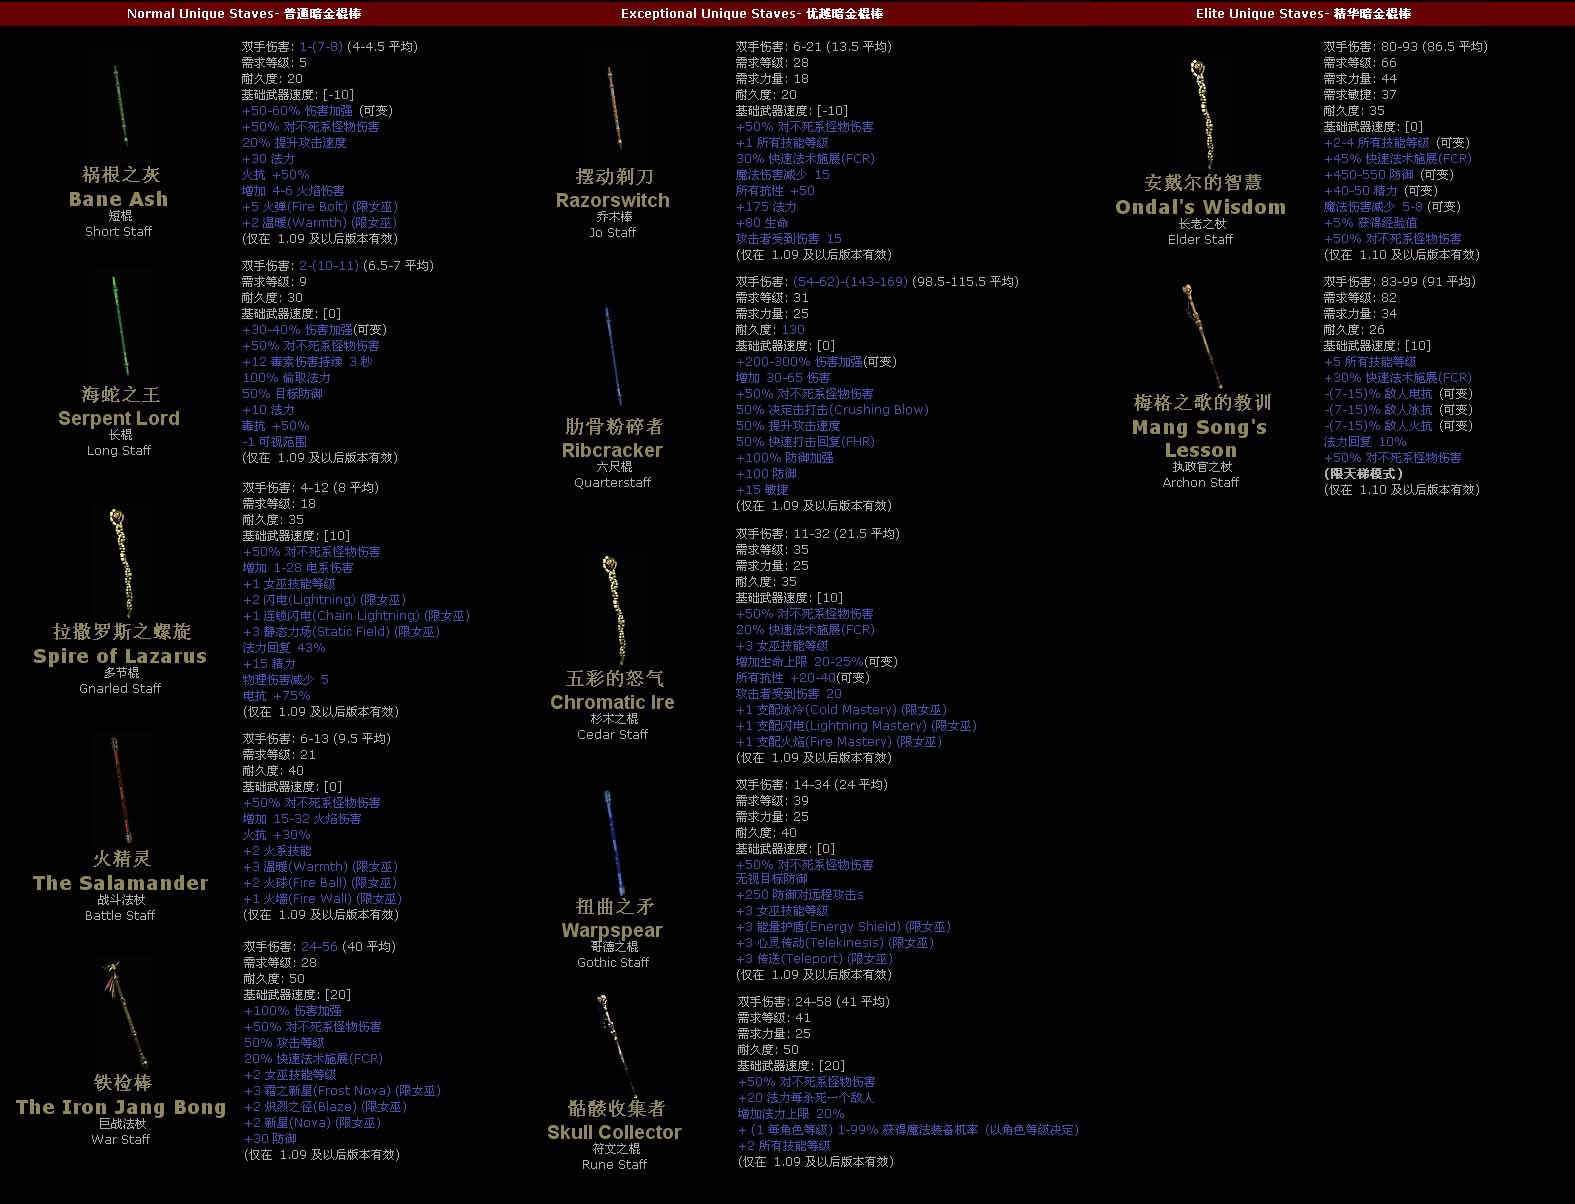 Normal Unique Staves- 普通暗金棍棒
祸根之灰
Bane Ash
短棍
Short Staff
双手伤害: 1-(7-8) (4-4.5 平均)
需求等级: 5
耐久度: 20
基础武器速度: [-10]
+50-60% 伤害加强 (可变)
+50% 对不死系怪物伤害
20% 提升攻击速度
+30 法力
火抗 +50%
增加 4-6 火焰伤害
+5 火弹(Fire Bolt) (限女巫)
+2 温暖(Warmth) (限女巫)
(仅在 1.09 及以后版本有效)
海蛇之王
Serpent Lord
长棍
Long Staff
双手伤害: 2-(10-11) (6.5-7 平均)
需求等级: 9
耐久度: 30
基础武器速度: [0]
+30-40% 伤害加强(可变)
+50% 对不死系怪物伤害
+12 毒素伤害持续 3 秒
100% 偷取法力
50% 目标防御
+10 法力
毒抗 +50%
-1 可视范围
(仅在 1.09 及以后版本有效)
拉撒罗斯之螺旋
Spire of Lazarus
多节棍
Gnarled Staff
双手伤害: 4-12 (8 平均)
需求等级: 18
耐久度: 35
基础武器速度: [10]
+50% 对不死系怪物伤害
增加 1-28 电系伤害
+1 女巫技能等级
+2 闪电(Lightning) (限女巫)
+1 连锁闪电(Chain Lightning) (限女巫)
+3 静态力场(Static Field) (限女巫)
法力回复 43%
+15 精力
物理伤害减少 5
电抗 +75%
(仅在 1.09 及以后版本有效)
火精灵
The Salamander
战斗法杖
Battle Staff
双手伤害: 6-13 (9.5 平均)
需求等级: 21
耐久度: 40
基础武器速度: [0]
+50% 对不死系怪物伤害
增加 15-32 火焰伤害
火抗 +30%
+2 火系技能
+3 温暖(Warmth) (限女巫)
+2 火球(Fire Ball) (限女巫)
+1 火墙(Fire Wall) (限女巫)
(仅在 1.09 及以后版本有效)
铁检棒
The Iron Jang Bong
巨战法杖
War Staff
双手伤害: 24-56 (40 平均)
需求等级: 28
耐久度: 50
基础武器速度: [20]
+100% 伤害加强
+50% 对不死系怪物伤害
50% 攻击等级
20% 快速法术施展(FCR)
+2 女巫技能等级
+3 霜之新星(Frost Nova) (限女巫)
+2 炽烈之径(Blaze) (限女巫)
+2 新星(Nova) (限女巫)
+30 防御
(仅在 1.09 及以后版本有效)
Exceptional Unique Staves- 优越暗金棍棒
摆动剃刀
Razorswitch
乔木棒
Jo Staff
双手伤害: 6-21 (13.5 平均)
需求等级: 28
需求力量: 18
耐久度: 20
基础武器速度: [-10]
+50% 对不死系怪物伤害
+1 所有技能等级
30% 快速法术施展(FCR)
魔法伤害减少 15
所有抗性 +50
+175 法力
+80 生命
攻击者受到伤害 15
(仅在 1.09 及以后版本有效)
肋骨粉碎者
Ribcracker
六尺棍
Quarterstaff
双手伤害: (54-62)-(143-169) (98.5-115.5 平均)
需求等级: 31
需求力量: 25
耐久度: 130
基础武器速度: [0]
+200-300% 伤害加强(可变)
增加 30-65 伤害
+50% 对不死系怪物伤害
50% 决定击打击(Crushing Blow)
50% 提升攻击速度
50% 快速打击回复(FHR)
+100% 防御加强
+100 防御
+15 敏捷
(仅在 1.09 及以后版本有效)
五彩的怒气
Chromatic Ire
杉木之棍
Cedar Staff
双手伤害: 11-32 (21.5 平均)
需求等级: 35
需求力量: 25
耐久度: 35
基础武器速度: [10]
+50% 对不死系怪物伤害
20% 快速法术施展(FCR)
+3 女巫技能等级
增加生命上限 20-25%(可变)
所有抗性 +20-40(可变)
攻击者受到伤害 20
+1 支配冰冷(Cold Mastery) (限女巫)
+1 支配闪电(Lightning Mastery) (限女巫)
+1 支配火焰(Fire Mastery) (限女巫)
(仅在 1.09 及以后版本有效)
扭曲之矛
Warpspear
哥德之棍
Gothic Staff
双手伤害: 14-34 (24 平均)
需求等级: 39
需求力量: 25
耐久度: 40
基础武器速度: [0]
+50% 对不死系怪物伤害
无视目标防御
+250 防御对远程攻击s
+3 女巫技能等级
+3 能量护盾(Energy Shield) (限女巫)
+3 心灵传动(Telekinesis) (限女巫)
+3 传送(Teleport) (限女巫)
(仅在 1.09 及以后版本有效)
骷髅收集者
Skull Collector
符文之棍
Rune Staff
双手伤害: 24-58 (41 平均)
需求等级: 41
需求力量: 25
耐久度: 50
基础武器速度: [20]
+50% 对不死系怪物伤害
+20 法力每杀死一个敌人
增加法力上限 20%
+ (1 每角色等级) 1-99% 获得魔法装备机率 (以角色等级决定)
+2 所有技能等级
(仅在 1.09 及以后版本有效)
Elite Unique Staves- 精华暗金棍棒
安戴尔的智慧
Ondal's Wisdom
长老之杖
Elder Staff
双手伤害: 80-93 (86.5 平均)
需求等级: 66
需求力量: 44
需求敏捷: 37
耐久度: 35
基础武器速度: [0]
+2-4 所有技能等级 (可变)
+45% 快速法术施展(FCR)
+450-550 防御 (可变)
+40-50 精力 (可变)
魔法伤害减少 5-8 (可变)
+5% 获得经验值
+50% 对不死系怪物伤害
(仅在 1.10 及以后版本有效)
梅格之歌的教训
Mang Song's
Lesson
执政官之杖
Archon Staff
双手伤害: 83-99 (91 平均)
需求等级: 82
需求力量: 34
耐久度: 26
基础武器速度: [10]
+5 所有技能等级
+30% 快速法术施展(FCR)
-(7-15)% 敌人电抗 (可变)
-(7-15)% 敌人冰抗 (可变)
-(7-15)% 敌人火抗 (可变)
法力回复 10%
+50% 对不死系怪物伤害
(限天梯模式)
(仅在 1.10 及以后版本有效)